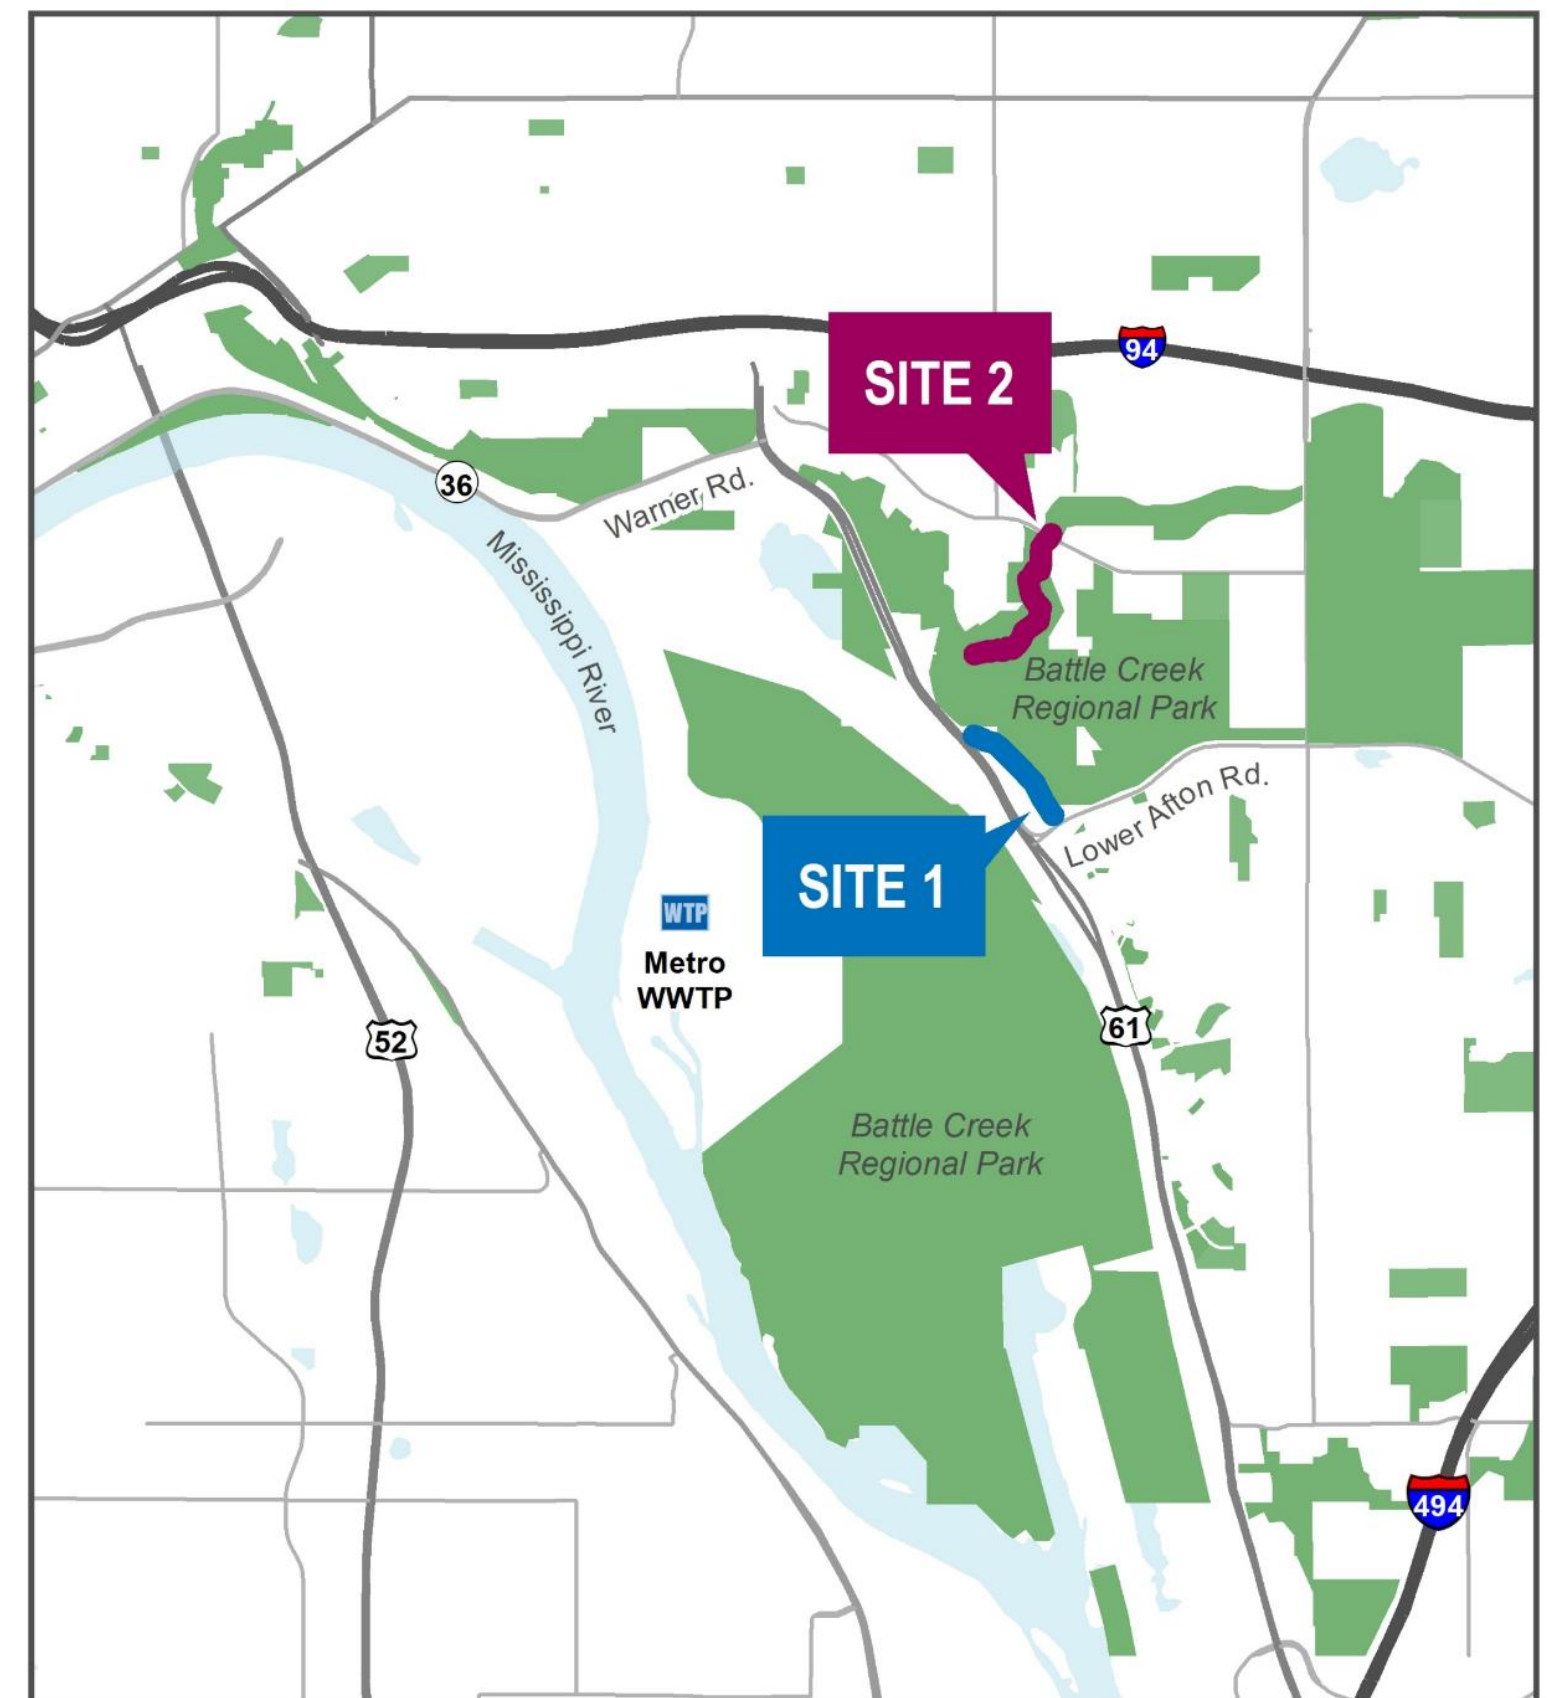 94
SITE 2
36
Warner Rd.
Mississippi River
Battle Creek
Regional Park
Lower Afton Rd.
SITE 1
WTP
Metro
WWTP
52
61
Battle Creek
Regional Park
494